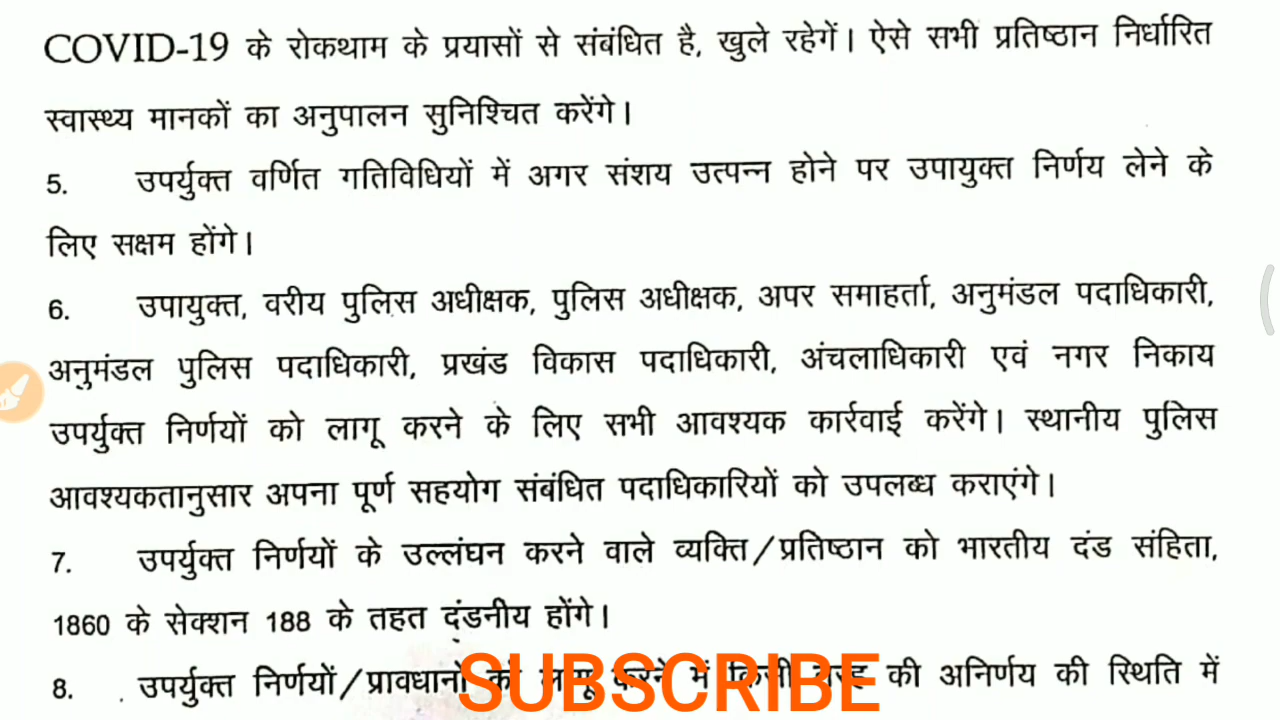 COVID-19 के रोकथाम के प्रयासों से संबंधित है, खुले रहेगें। ऐसे सभी प्रतिष्ठान निर्धारित
स्वास्थ्य मानकों का अनुपालन सुनिश्चित करेंगे।
5. उपर्युक्त वर्णित गतिविधियों में अगर संशय उत्पन्न होने पर उपायुक्त निर्णय लेने के
लिए सक्षम होंगे।
6. उपायुक्त, वरीय पुलिस अधीक्षक, पुलिस अधीक्षक, अपर समाहर्ता, अनुमंडल पदाधिकारी,
अनुमंडल पुलिस पदाधिकारी, प्रखंड विकास पदाधिकारी, अंचलाधिकारी एवं नगर निकाय
उपर्युक्त निर्णयों को लागू करने के लिए सभी आवश्यक कार्रवाई करेंगे। स्थानीय पुलिस
आवश्यकतानुसार अपना पूर्ण सहयोग संबंधित पदाधिकारियों को उपलब्ध कराएंगे।
7. उपर्युक्त निर्णयों के उल्लंघन करने वाले व्यक्ति/प्रतिष्ठान को भारतीय दंड संहिता,
1860 के सेक्शन 188 के तहत दंडनीय होंगे।
8. उपर्युक्त निर्णयों/प्रावधानों को लागू करने में किसी तरह की अनिर्णय की स्थिति में
SUBSCRIBE